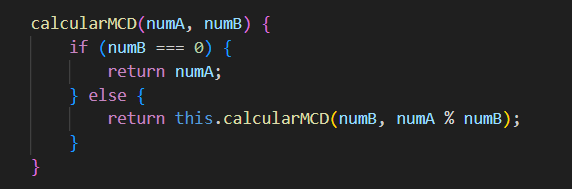 calcularMCD(numA, numB) {
    if (numB === 0) {
        return numA;
    } else {
        return this.calcularMCD(numB, numA % numB);
    }
}